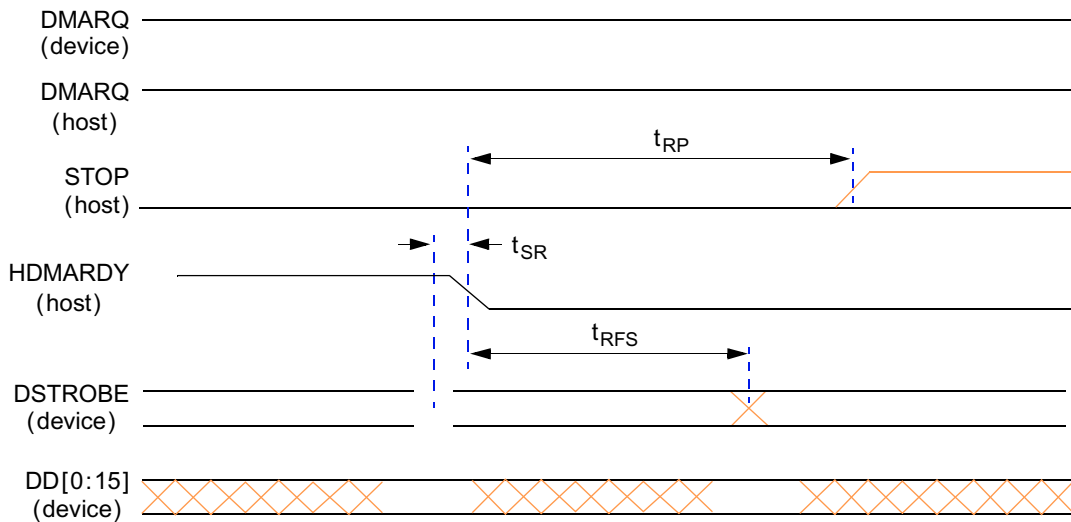 DMARQ
(device)
DMARQ
(host)
tRP
STOP
(host)
tSR
HDMARDY
(host)
tRFS
DSTROBE
(device)
DD[0:15]
(device)